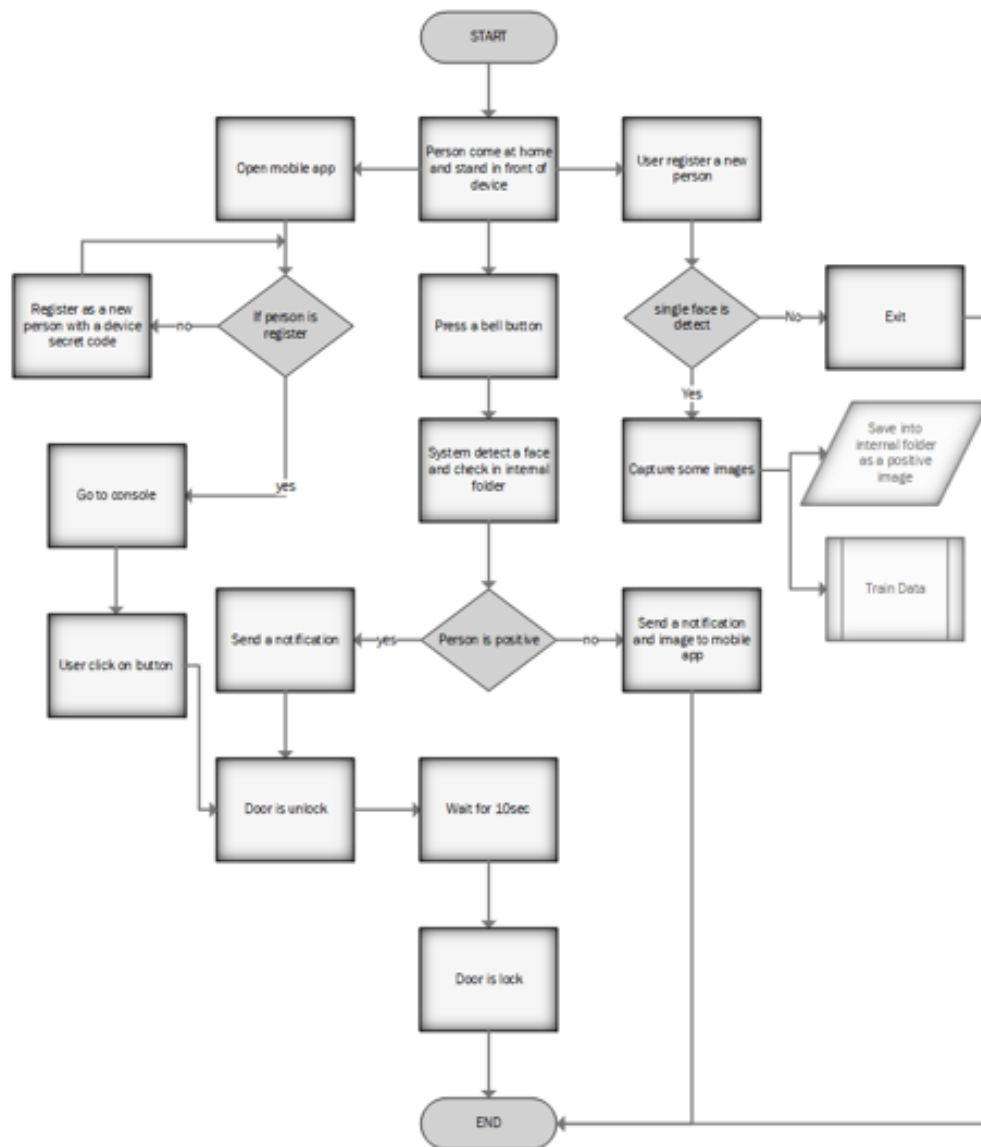 START
Open mobile app
Person come at home
and stand in front of
device
User register a new
person
Register as a new
person with a device
secret code
no
If person is
register
Press a bell button
single face is
detect
No
Exit
Yes
Go to console
yes
System detect a face
and check in internal
folder
Capture some images
Save into
internal folder
as a positive
image
Train Data
User click on button
Send a notification
yes
Person is positive
no
Send a notification
and image to mobile
app
Door is unlock
Wait for 10sec
Door is lock
END